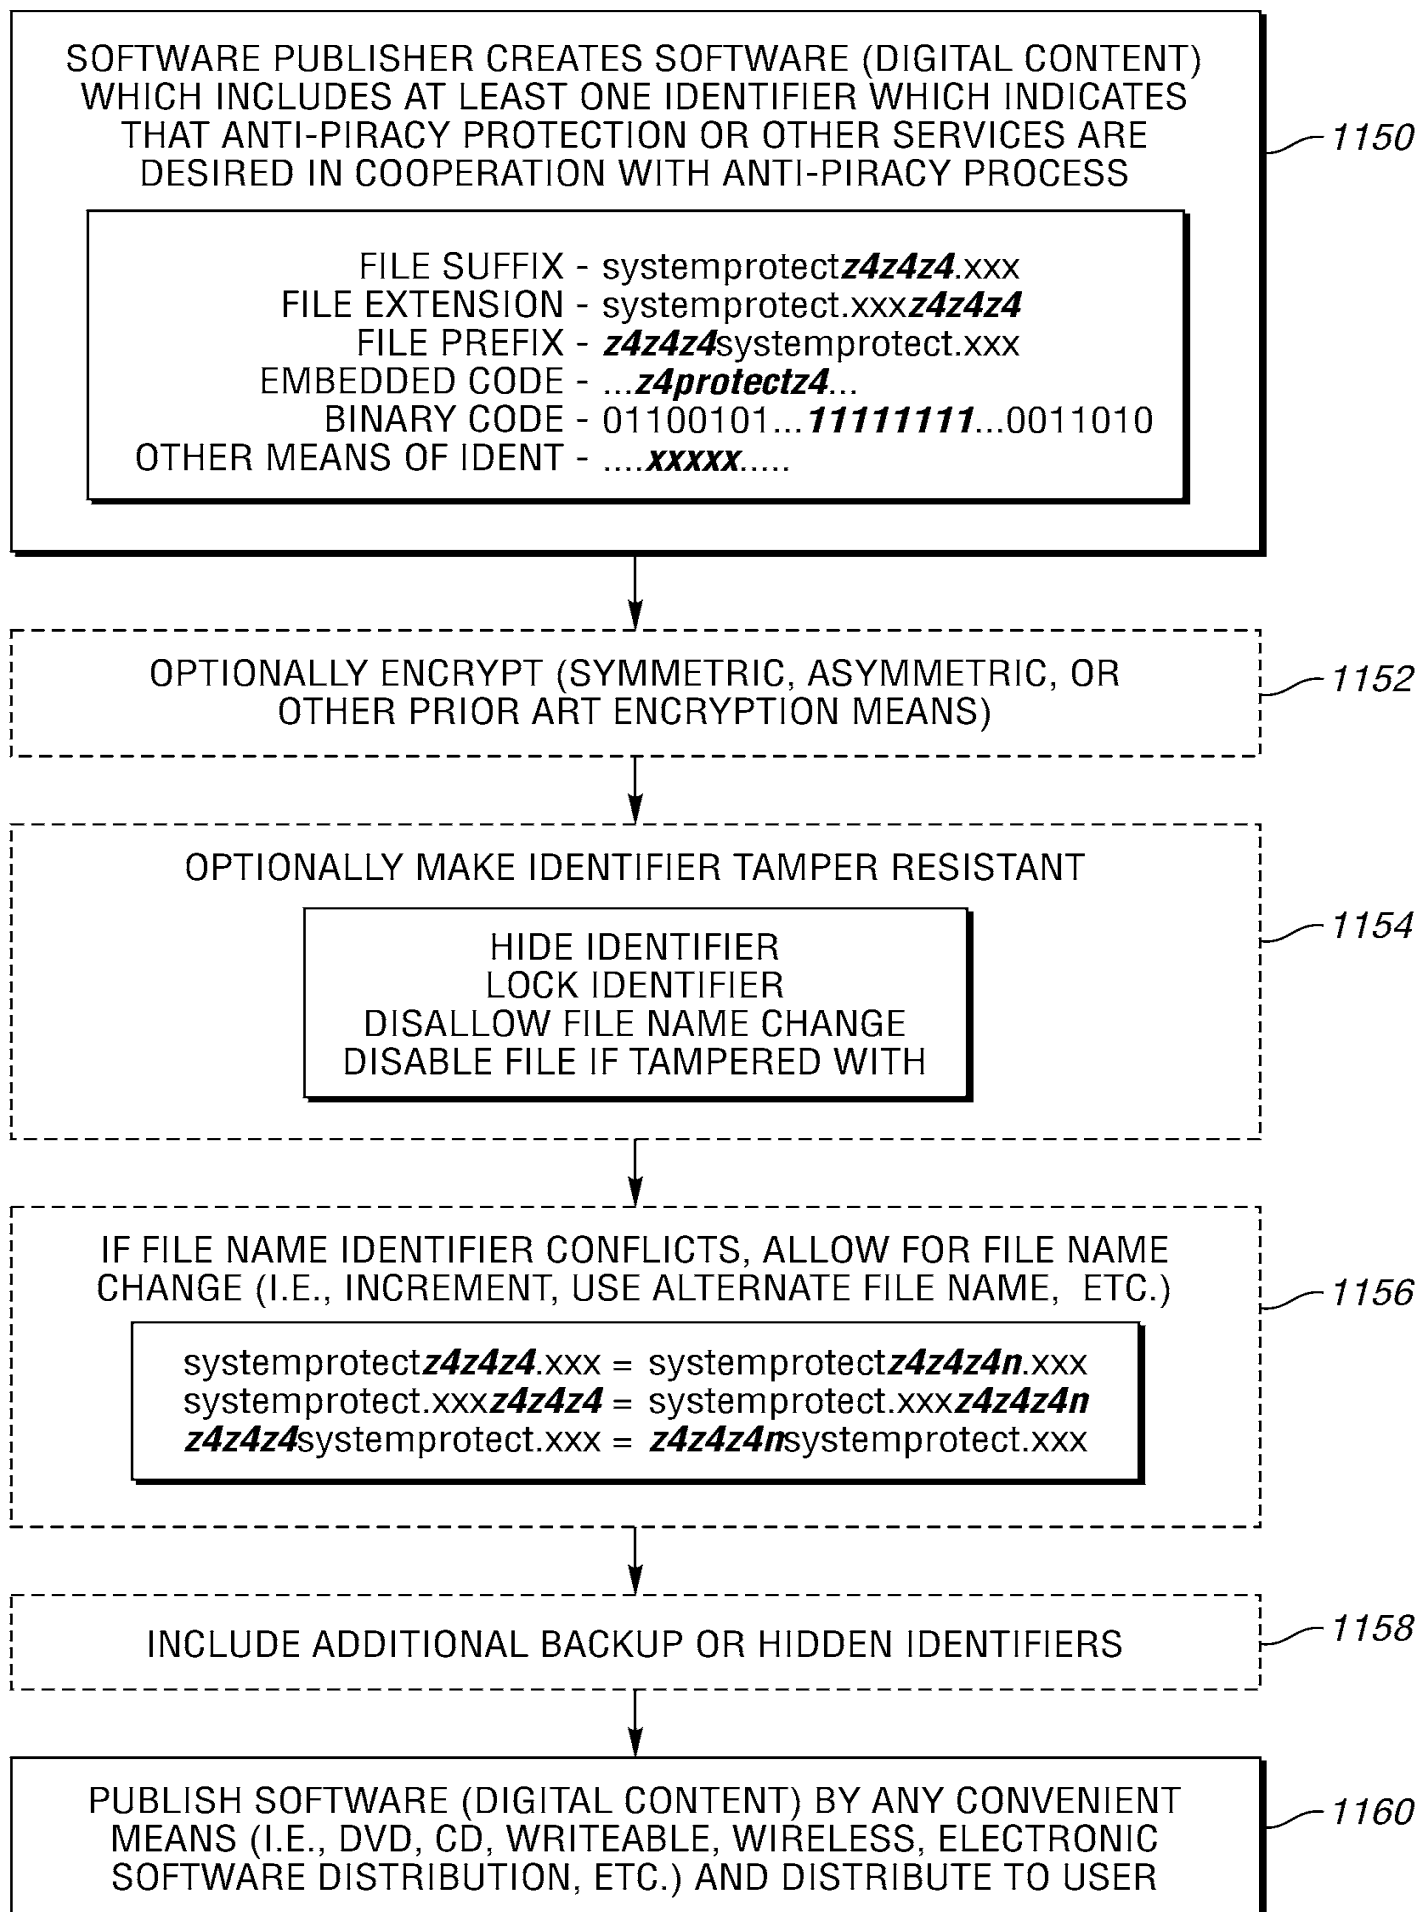 SOFTWARE PUBLISHER CREATES SOFTWARE (DIGITAL CONTENT)
WHICH INCLUDES AT LEAST ONE IDENTIFIER WHICH INDICATES
THAT ANTI-PIRACY PROTECTION OR OTHER SERVICES ARE
DESIRED IN COOPERATION WITH ANTI-PIRACY PROCESS
1150
FILE SUFFIX - systemprotectz4z4z4.xxx
FILE EXTENSION - systemprotect.xxxz4z4z4
FILE PREFIX - z4z4z4systemprotect.xxx
EMBEDDED CODE - ...z4protectz4...
BINARY CODE - 01100101...11111111...0011010
OTHER MEANS OF IDENT - ....xxxxx.....
OPTIONALLY ENCRYPT (SYMMETRIC, ASYMMETRIC, OR
OTHER PRIOR ART ENCRYPTION MEANS)
1152
OPTIONALLY MAKE IDENTIFIER TAMPER RESISTANT
1154
HIDE IDENTIFIER
LOCK IDENTIFIER
DISALLOW FILE NAME CHANGE
DISABLE FILE IF TAMPERED WITH
IF FILE NAME IDENTIFIER CONFLICTS, ALLOW FOR FILE NAME
CHANGE (I.E., INCREMENT, USE ALTERNATE FILE NAME, ETC.)
1156
systemprotectz4z4z4.xxx = systemprotectz4z4z4n.xxx
systemprotect.xxxz4z4z4 = systemprotect.xxxz4z4z4n
z4z4z4systemprotect.xxx = z4z4z4nsystemprotect.xxx
INCLUDE ADDITIONAL BACKUP OR HIDDEN IDENTIFIERS
1158
PUBLISH SOFTWARE (DIGITAL CONTENT) BY ANY CONVENIENT
MEANS (I.E., DVD, CD, WRITEABLE, WIRELESS, ELECTRONIC
SOFTWARE DISTRIBUTION, ETC.) AND DISTRIBUTE TO USER
1160